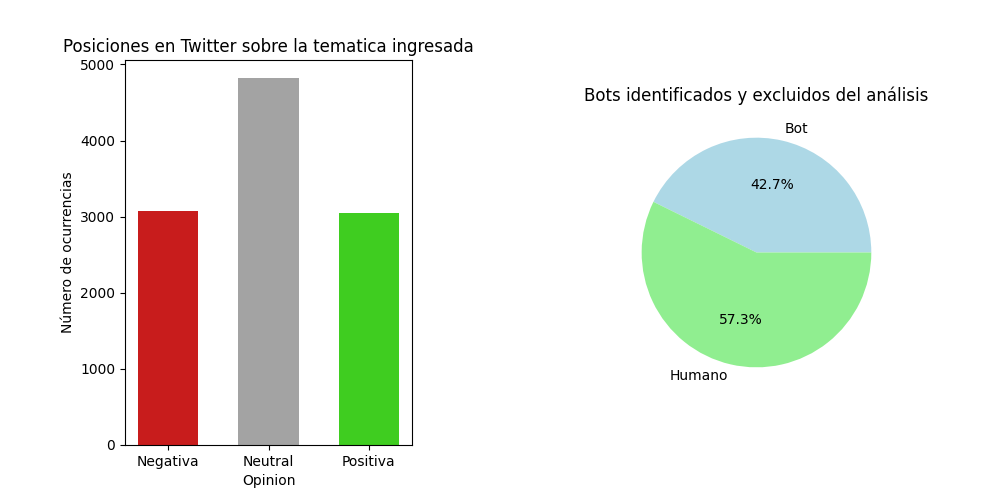 Posiciones en Twitter sobre la tematica ingresada
5000
4000
3000
2000
1000
0
Número de ocurrencias
Negativa
Neutral
Positiva
Opinion
Bots identificados y excluidos del análisis
Bot
42.7%
57.3%
Humano